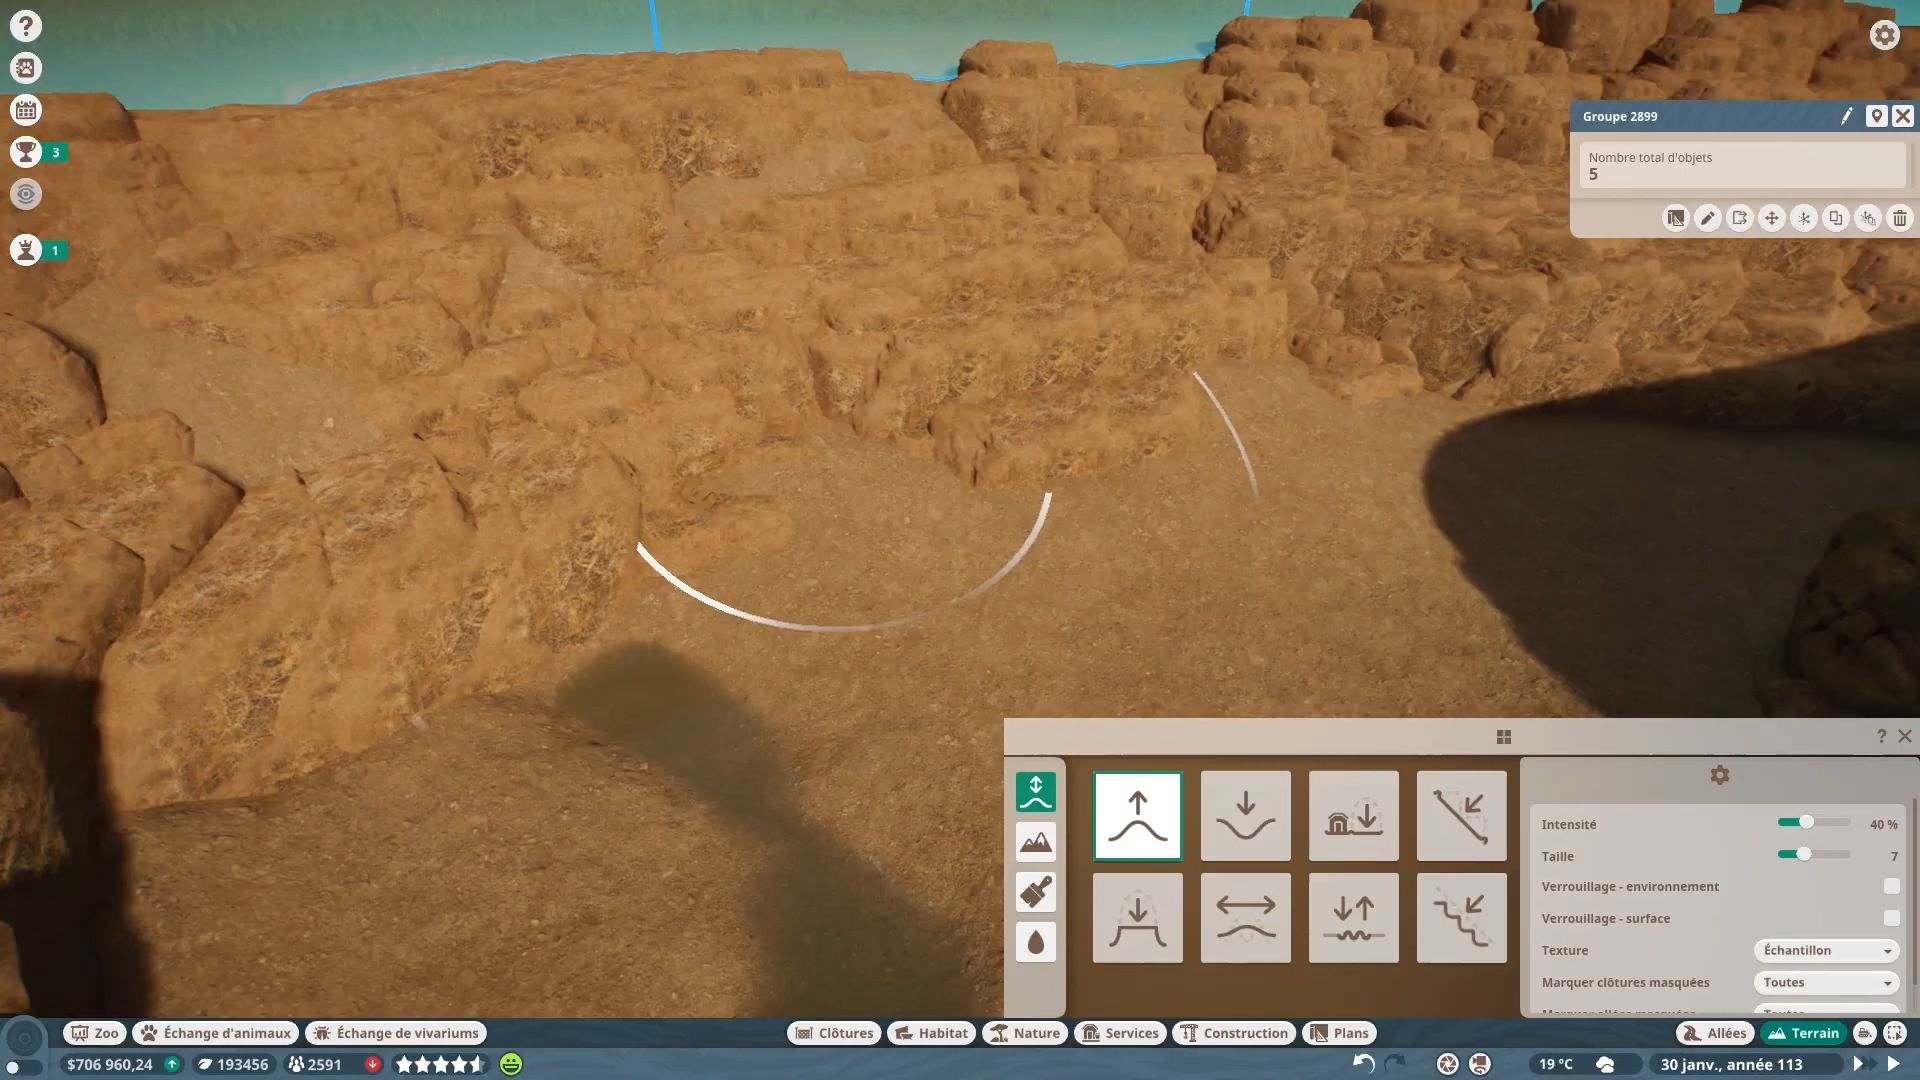 ?
3
1
Groupe 2899
Nombre total d'objets
5
?
Intensité
40 %
Taille
7
Verrouillage - environnement
Verrouillage - surface
Texture
Échantillon
Marquer clôtures masquées
Toutes
Zoo
Échange d'animaux
Échange de vivariums
Clôtures
Habitat
Nature
Services
Construction
Plans
Allées
Terrain
$706 960,24
193456
2591
19 °C
30 janv., année 113